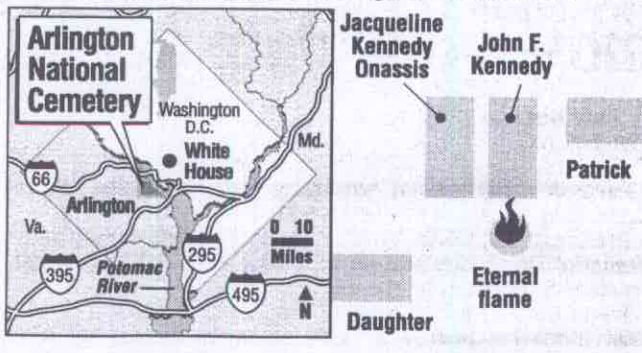 Arlington
National
Cemetery
Washington
D.C.
White
House
Md.
66
Arlington
Va.
0 10
Miles
295
395
Potomac
River
495
N
Jacqueline
Kennedy
Onassis
John F.
Kennedy
Patrick
Eternal
flame
Daughter